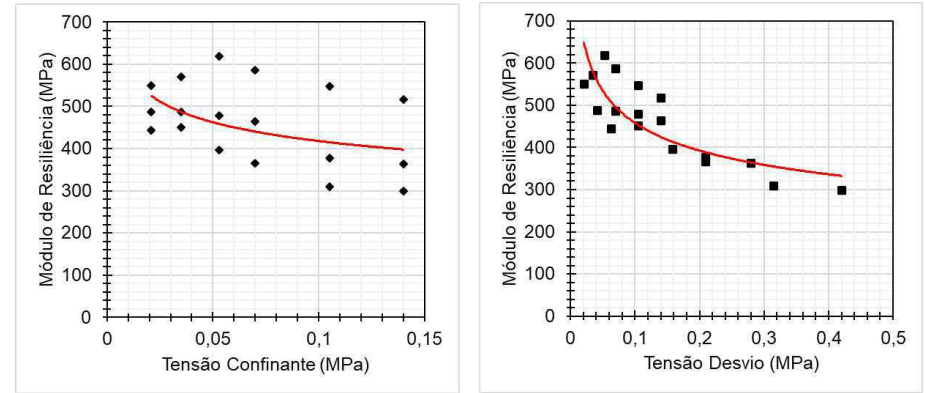 700
600
500
400
300
200
100
0
Módulo de Resiliência (MPa)
0 0,05 0,1 0,15
Tensão Confinante (MPa)
700
600
500
400
300
200
100
0
Módulo de Resiliência (MPa)
0 0,1 0,2 0,3 0,4 0,5
Tensão Desvio (MPa)